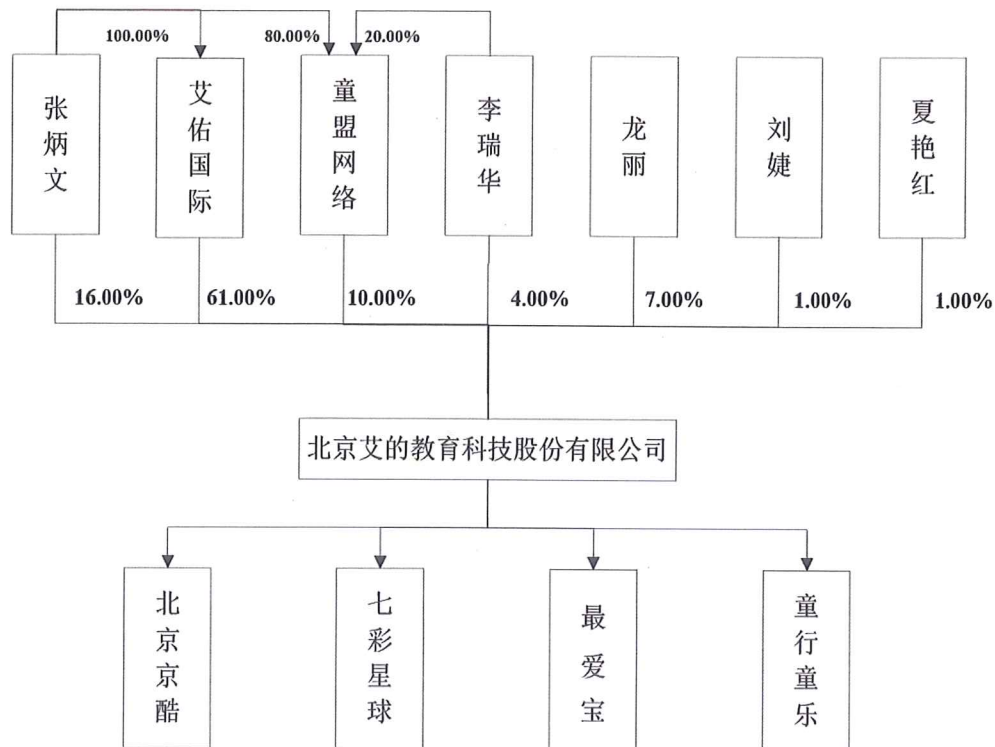 100.00%
80.00%
20.00%
张炳文
艾佑国际
童盟网络
李瑞华
龙丽
刘婕
夏艳红
16.00%
61.00%
10.00%
4.00%
7.00%
1.00%
1.00%
北京艾的教育科技股份有限公司
北京京酷
七彩星球
最爱宝
童行童乐